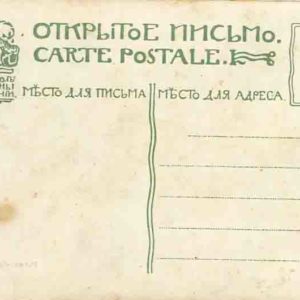 ОТКРЫТОЕ ПИСЬМО.
CARTE POSTALE.
МѢСТО ДЛЯ ПИСЬМА
МѢСТО ДЛЯ АДРЕСА